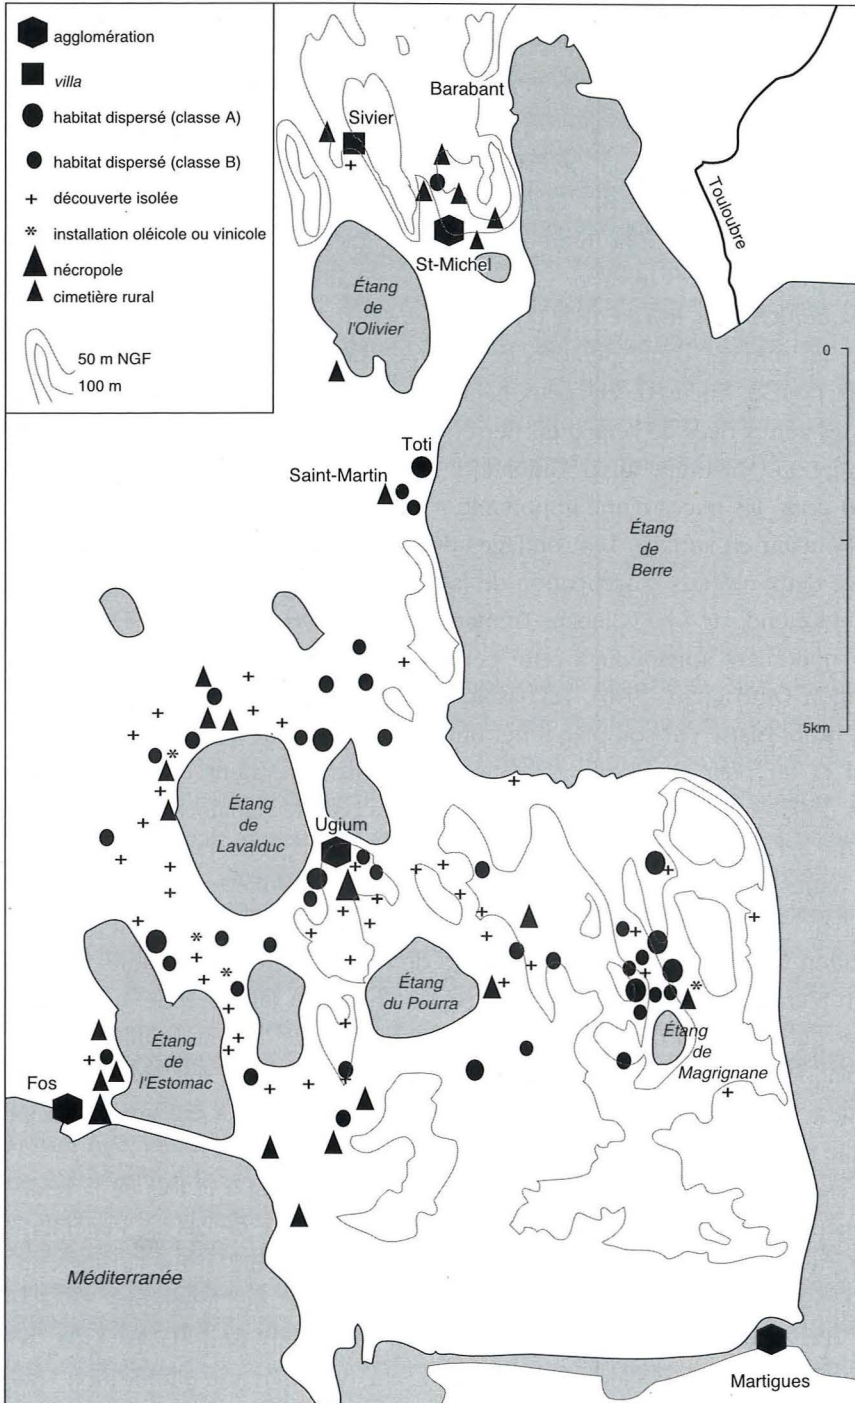 agglomération
villa
habitat dispersé (classe A)
habitat dispersé (classe B)
découverte isolée
installation oléicole ou vinicole
nécropole
cimetière rural
50 m NGF
100 m
Barabant
Sivier
Touloubre
St-Michel
Étang
de
l'Olivier
0
Toti
Saint-Martin
Étang
de
Berre
5km
Étang
de
Lavalduc
Ugium
Étang
du Pourra
Étang
de
l'Estomac
Étang
de
Magrignane
Fos
Méditerranée
Martigues